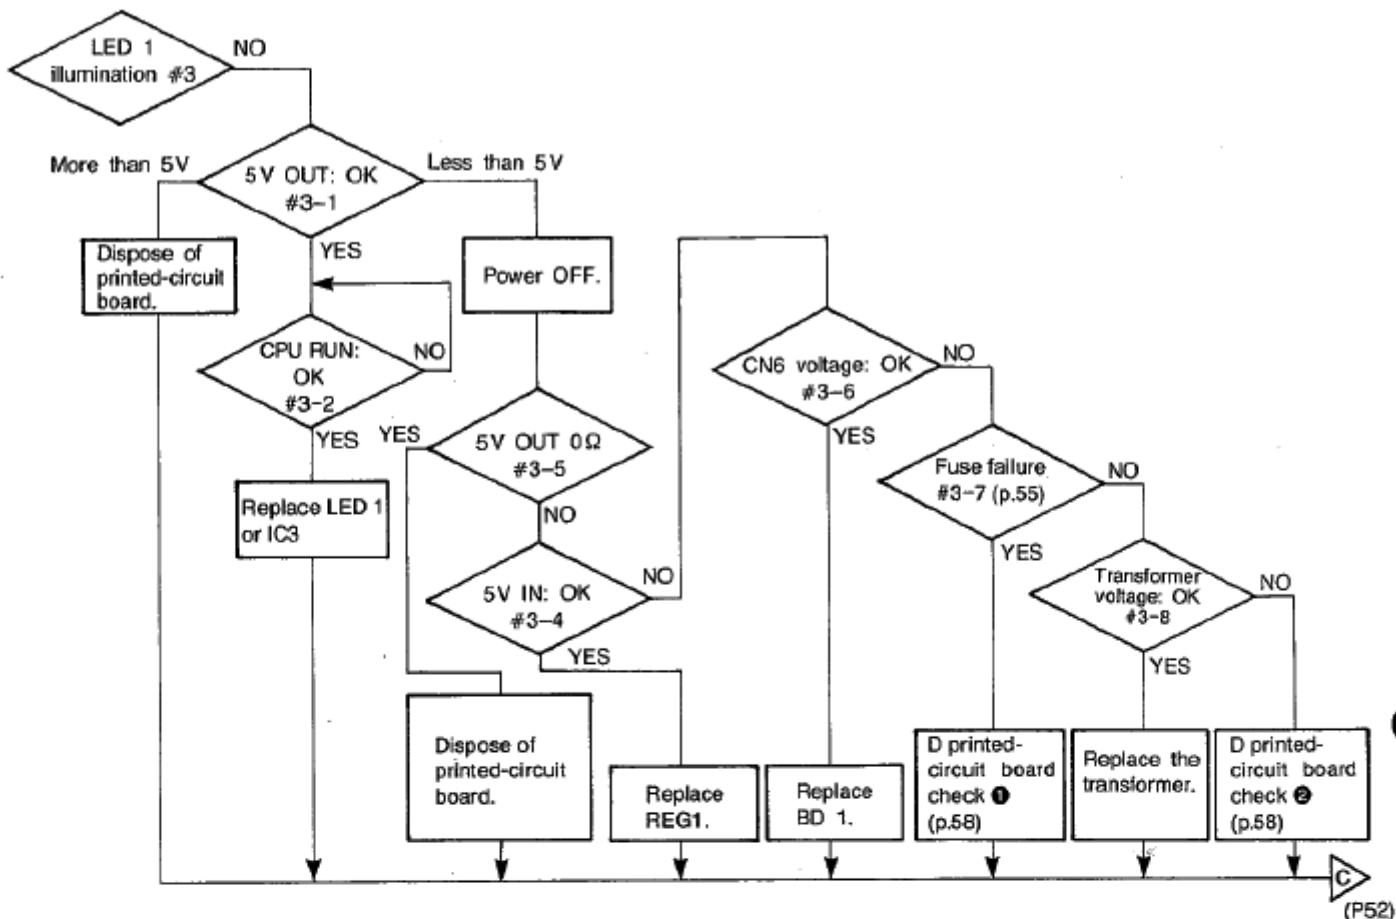 LED 1
illumination #3
NO
More than 5V
5V OUT: OK
#3-1
Less than 5V
YES
Dispose of
printed-circuit
board.
Power OFF.
CPU RUN:
OK
#3-2
NO
YES
Replace LED 1
or IC3
YES
5V OUT 0Ω
#3-5
NO
5V IN: OK
#3-4
NO
YES
CN6 voltage: OK
#3-6
NO
YES
Fuse failure
#3-7 (p.55)
NO
YES
Transformer
voltage: OK
#3-8
NO
YES
Dispose of
printed-circuit
board.
Replace
REG1.
Replace
BD 1.
D printed-
circuit board
check ❶
(p.58)
Replace the
transformer.
D printed-
circuit board
check ❷
(p.58)
C
(P52)